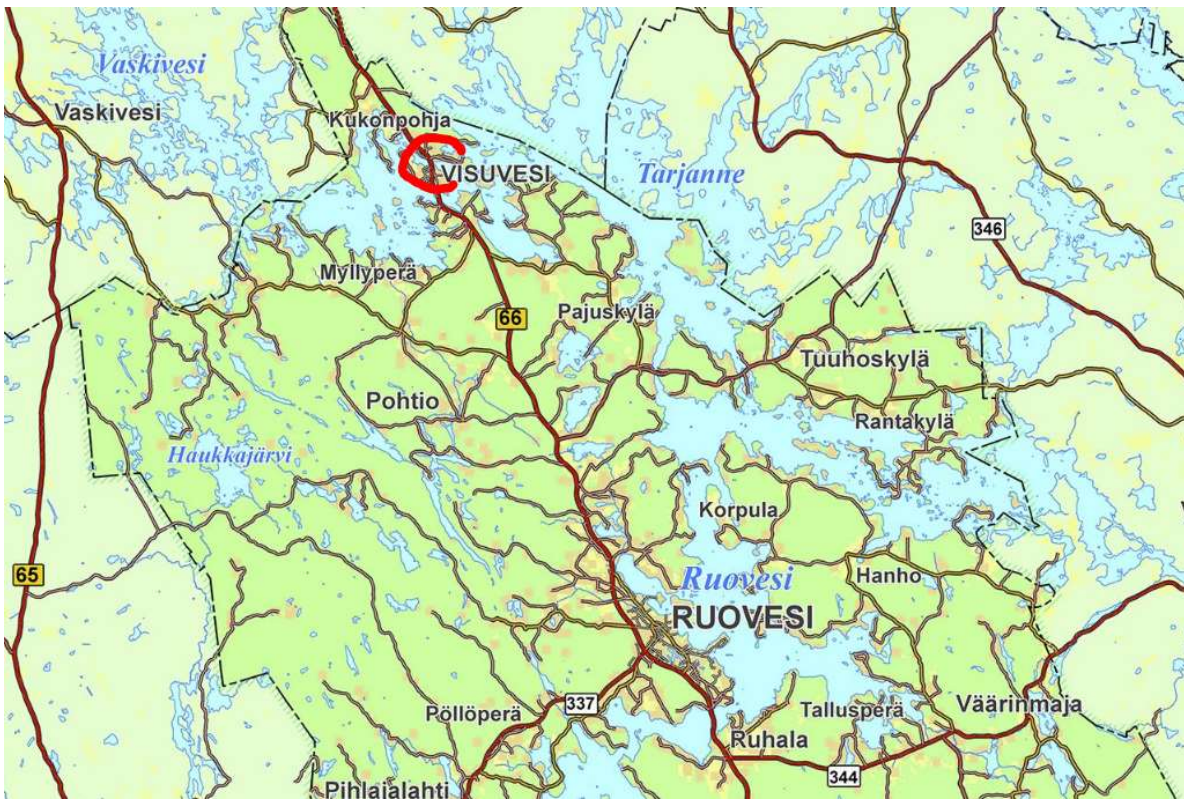 Vaskivesi
Vaskivesi
Kukonpohja
VISUVESI
Tarjanne
346
Myllyperä
66
Pajuskylä
Tuuhoskylä
Pohtio
Rantakylä
Haukkajärvi
Korpula
65
Ruovesi
Hanho
RUOVESI
337
Pöllöperä
Tallusperä
Väärinmaja
Ruhala
344
Pihlajalahti